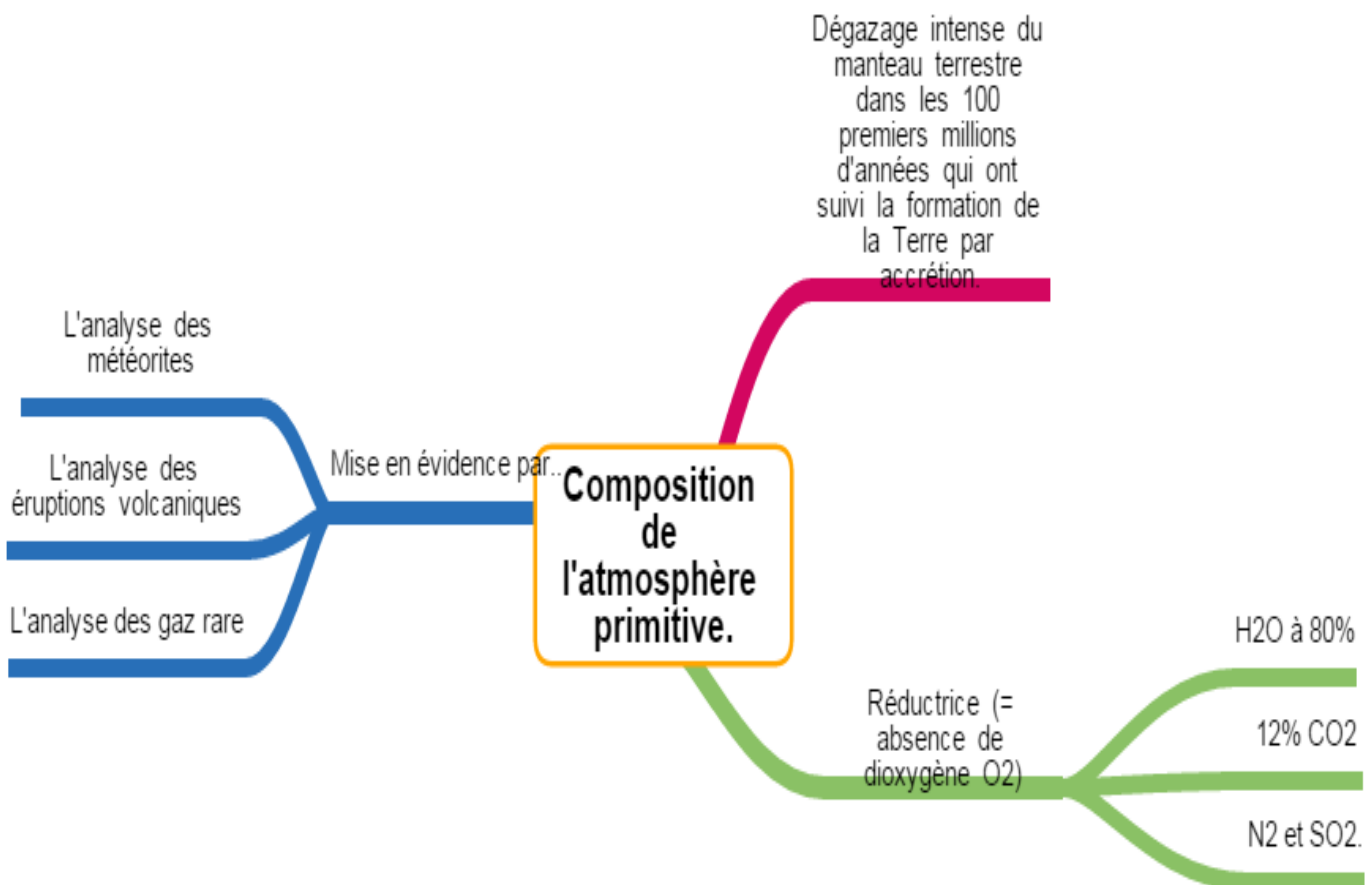 Dégazage intense du
manteau terrestre
dans les 100
premiers millions
d'années qui ont
suivi la formation de
la Terre par
accrétion.
L'analyse des
météorites
L'analyse des
éruptions volcaniques
L'analyse des gaz rare
Mise en évidence par..
Composition
de
l'atmosphère
primitive.
Réductrice (=
absence de
dioxygène O2)
H2O à 80%
12% CO2
N2 et SO2.